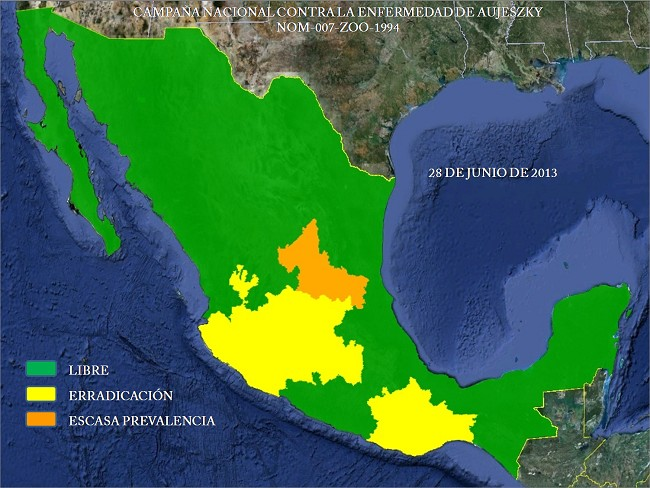 CAMPAÑA NACIONAL CONTRA LA ENFERMEDAD DE AUJESZKY
NOM-007-ZOO-1994
28 DE JUNIO DE 2013
LIBRE
ERRADICACIÓN
ESCASA PREVALENCIA